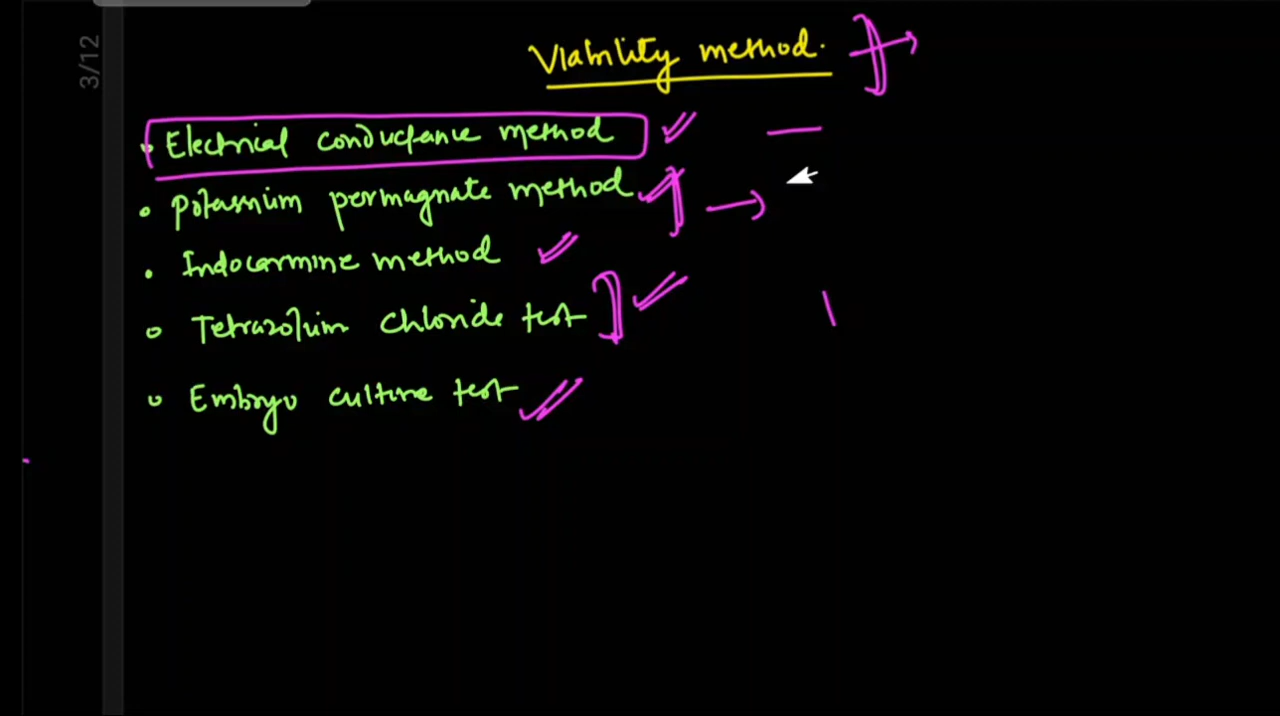 3/12
Viability method.
• Electrical conductance method
• Potassium permagnate method
• Indocarmine method
• Tetrazolium chloride test
• Embryo culture test